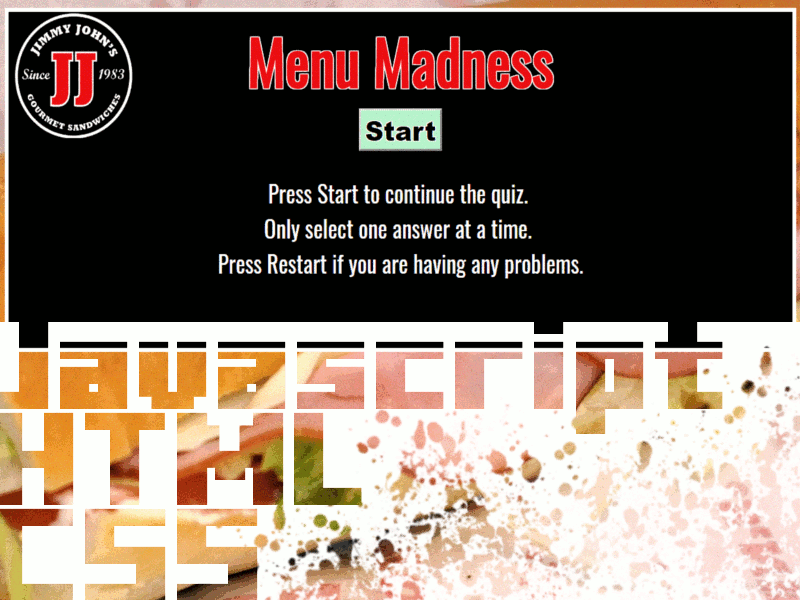 JIMMY JOHN'S
Since JJ 1983
GOURMET SANDWICHES
Menu Madness
Start
Press Start to continue the quiz.
Only select one answer at a time.
Press Restart if you are having any problems.
Javascript
HTML
CSS